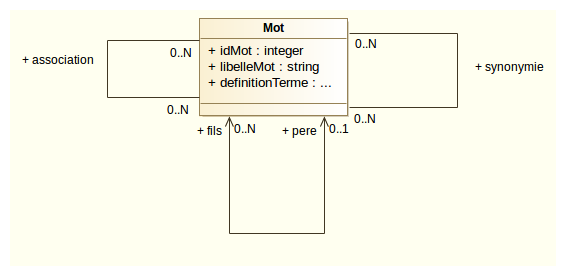 Mot
+ idMot : integer
+ libelleMot : string
+ definitionTerme : ...
+ association
0..N
0..N
0..N
+ synonymie
0..N
+ fils
0..N
+ pere
0..1